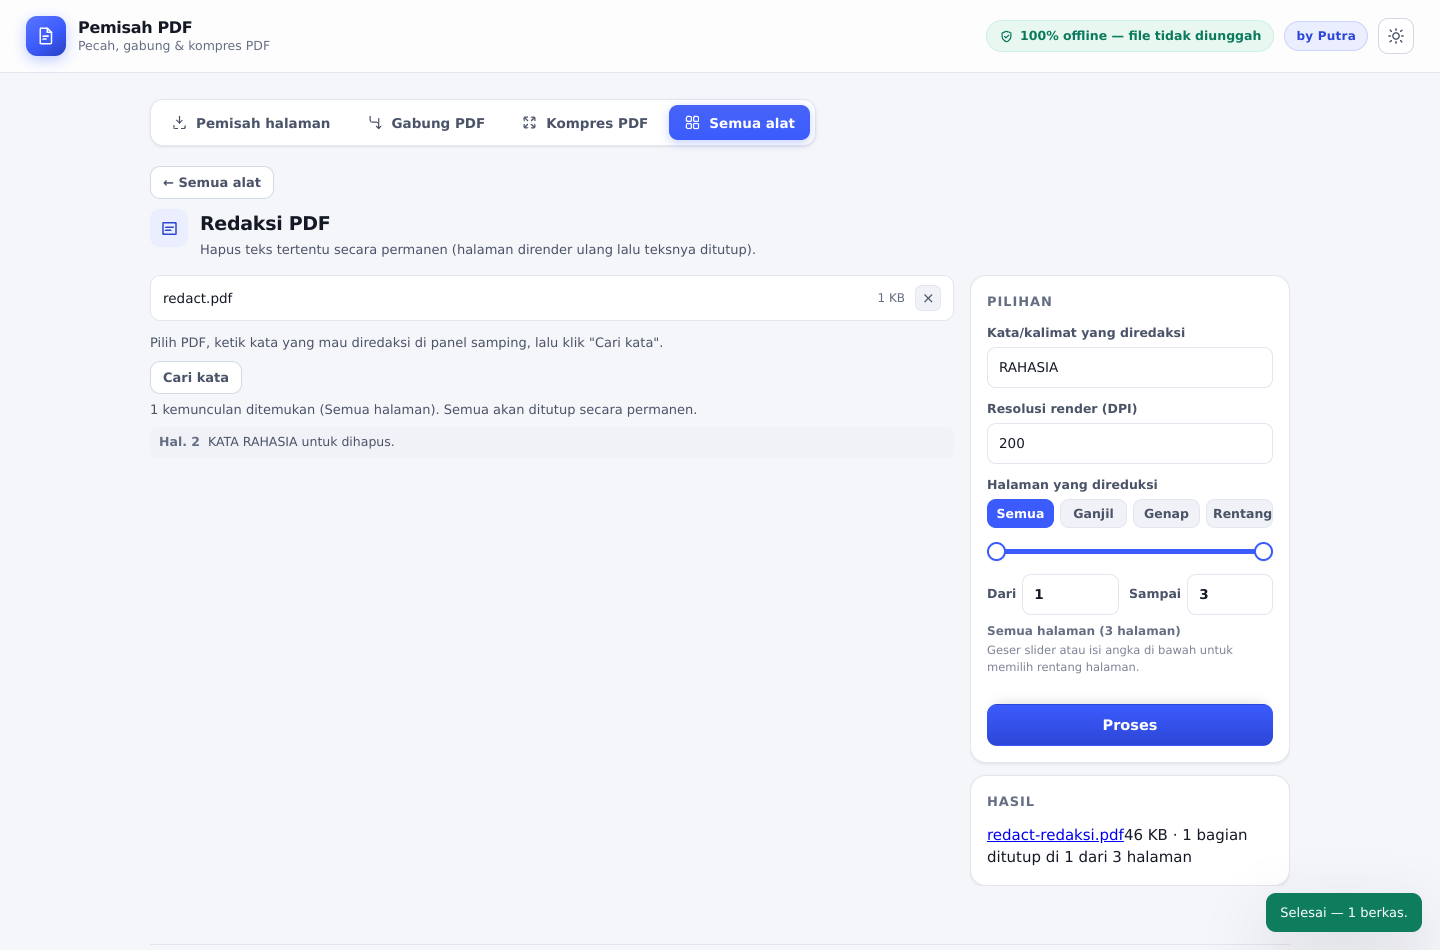 Pemisah PDF
Pecah, gabung & kompres PDF
100% offline — file tidak diunggah
by Putra
Pemisah halaman
Gabung PDF
Kompres PDF
Semua alat
← Semua alat
Redaksi PDF
Hapus teks tertentu secara permanen (halaman dirender ulang lalu teksnya ditutup).
redact.pdf
1 KB
×
Pilih PDF, ketik kata yang mau diredaksi di panel samping, lalu klik "Cari kata".
Cari kata
1 kemunculan ditemukan (Semua halaman). Semua akan ditutup secara permanen.
Hal. 2 KATA RAHASIA untuk dihapus.
PILIHAN
Kata/kalimat yang diredaksi
RAHASIA
Resolusi render (DPI)
200
Halaman yang direduksi
Semua
Ganjil
Genap
Rentang
Dari 1 Sampai 3
Semua halaman (3 halaman)
Geser slider atau isi angka di bawah untuk
memilih rentang halaman.
Proses
HASIL
redact-redaksi.pdf46 KB · 1 bagian
ditutup di 1 dari 3 halaman
Selesai — 1 berkas.